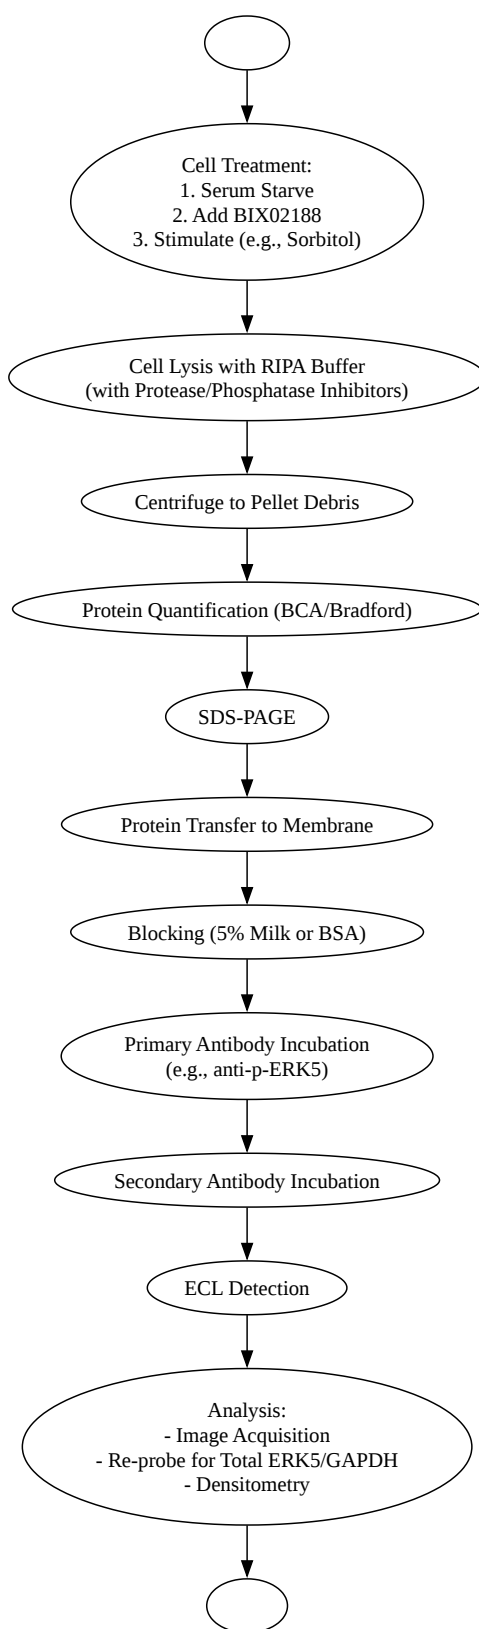 Cell Treatment:
1. Serum Starve
2. Add BIX02188
3. Stimulate (e.g., Sorbitol)
Cell Lysis with RIPA Buffer
(with Protease/Phosphatase Inhibitors)
Centrifuge to Pellet Debris
Protein Quantification (BCA/Bradford)
SDS-PAGE
Protein Transfer to Membrane
Blocking (5% Milk or BSA)
Primary Antibody Incubation
(e.g., anti-p-ERK5)
Secondary Antibody Incubation
ECL Detection
Analysis:
- Image Acquisition
- Re-probe for Total ERK5/GAPDH
- Densitometry